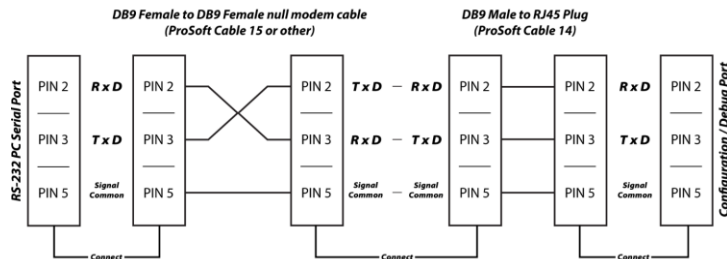 DB9 Female to DB9 Female null modem cable
(ProSoft Cable 15 or other)
DB9 Male to RJ45 Plug
(ProSoft Cable 14)
RS-232 PC Serial Port
PIN 2 RxD PIN 2 PIN 2 TxD – RxD PIN 2 PIN 2 RxD PIN 2
PIN 3 TxD PIN 3 PIN 3 RxD – TxD PIN 3 PIN 3 TxD PIN 3
PIN 5 Signal Common PIN 5 PIN 5 Signal Common – Signal Common PIN 5 PIN 5 Signal Common PIN 5
Configuration / Debug Port
Connect Connect Connect